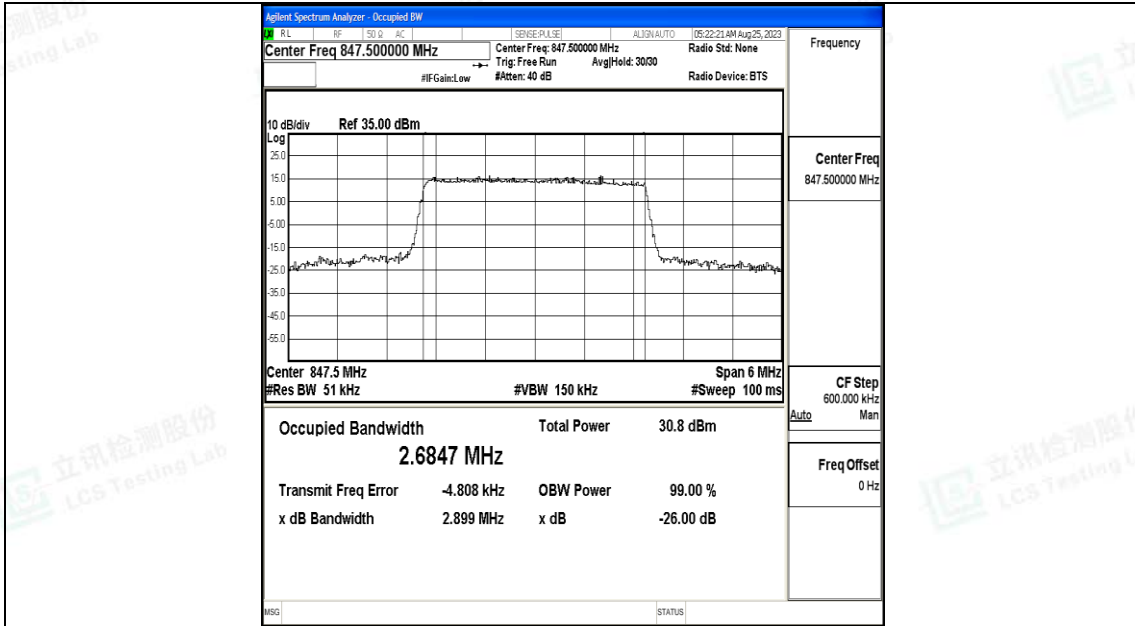 Agilent Spectrum Analyzer - Occupied BW
RL RF 50 Ω AC SENSE:PULSE ALIGN AUTO 05:22:21 AM Aug 25, 2023
Center Freq 847.500000 MHz
Center Freq: 847.500000 MHz Radio Std: None
Trig: Free Run Avg|Hold: 30/30
#IFGain:Low #Atten: 40 dB Radio Device: BTS
10 dB/div Ref 35.00 dBm
Log
25.0
15.0
5.00
-5.00
-15.0
-25.0
-35.0
-45.0
-55.0
Center 847.5 MHz Span 6 MHz
#Res BW 51 kHz #VBW 150 kHz #Sweep 100 ms
Occupied Bandwidth Total Power 30.8 dBm
2.6847 MHz
Transmit Freq Error -4.808 kHz OBW Power 99.00 %
x dB Bandwidth 2.899 MHz x dB -26.00 dB
MSG STATUS
Frequency
Center Freq
847.500000 MHz
CF Step
600.000 kHz
Auto Man
Freq Offset
0 Hz
立讯检测股份
LCS Testing Lab
立讯检测股份
LCS Testing L
测股份
sting Lab
立